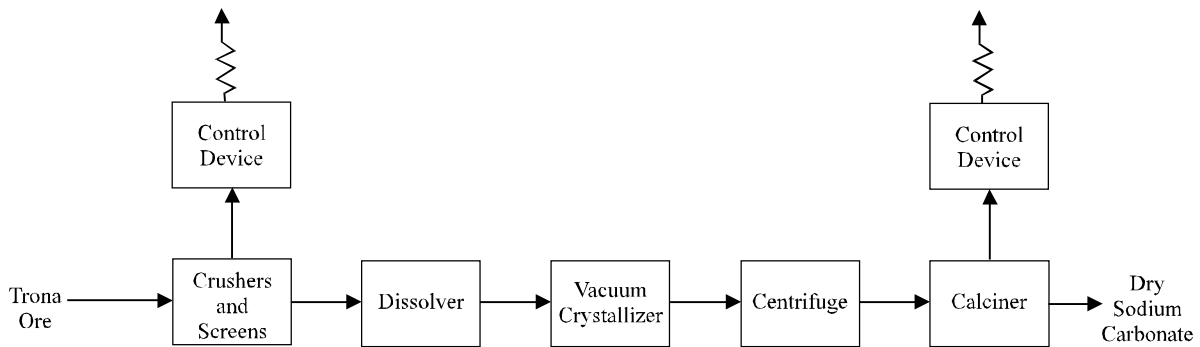 Control
Device
Control
Device
Trona
Ore
Crushers
and
Screens
Dissolver
Vacuum
Crystallizer
Centrifuge
Calciner
Dry
Sodium
Carbonate